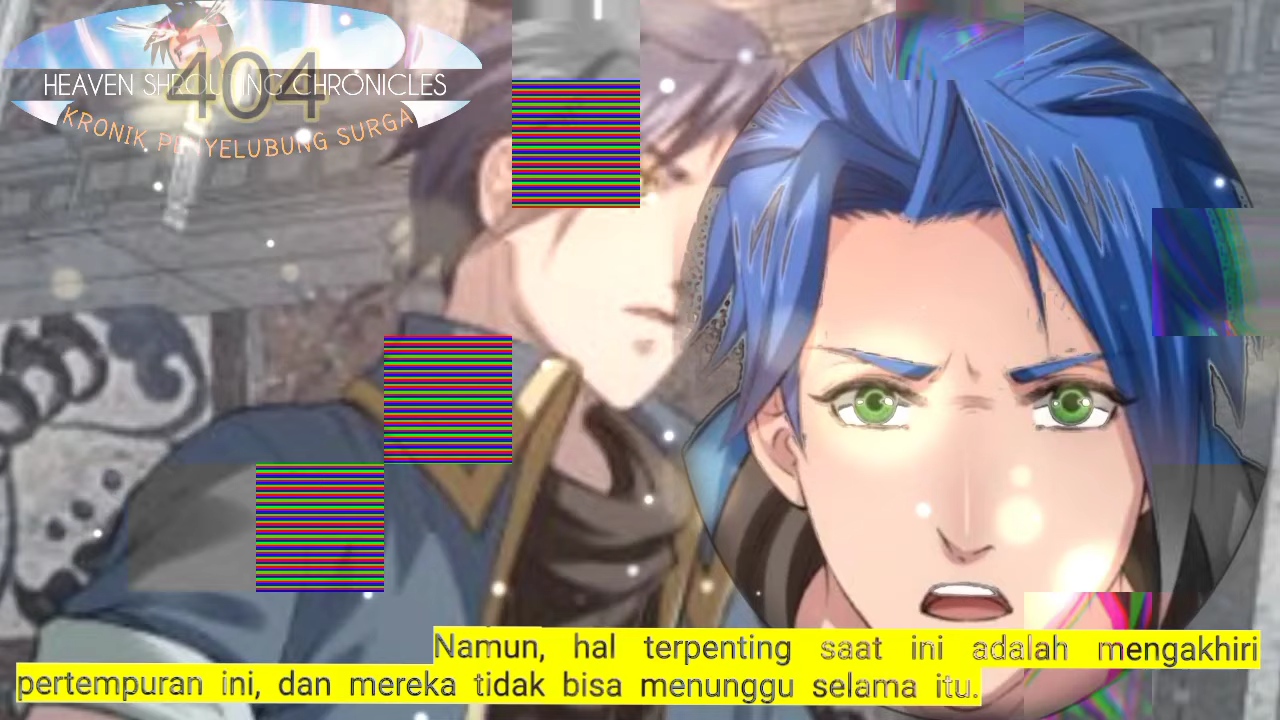 404
HEAVEN SHROUDING CHRONICLES
KRONIK PENYELUBUNG SURGA
Namun, hal terpenting saat ini adalah mengakhiri
pertempuran ini, dan mereka tidak bisa menunggu selama itu.